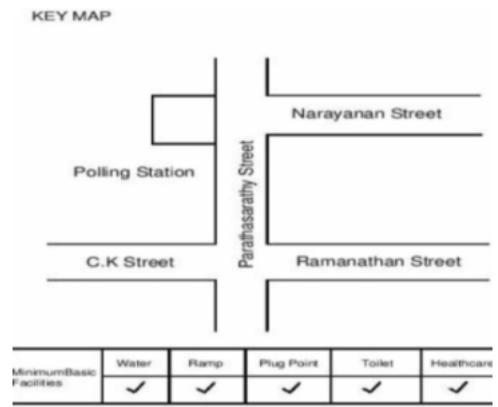 KEY MAP
Narayanan Street
Polling Station
Parathasarathy Street
C.K Street
Ramanathan Street
MinimumBasic Facilities
Water
Ramp
Plug Point
Toilet
Healthcare
✓ ✓ ✓ ✓ ✓